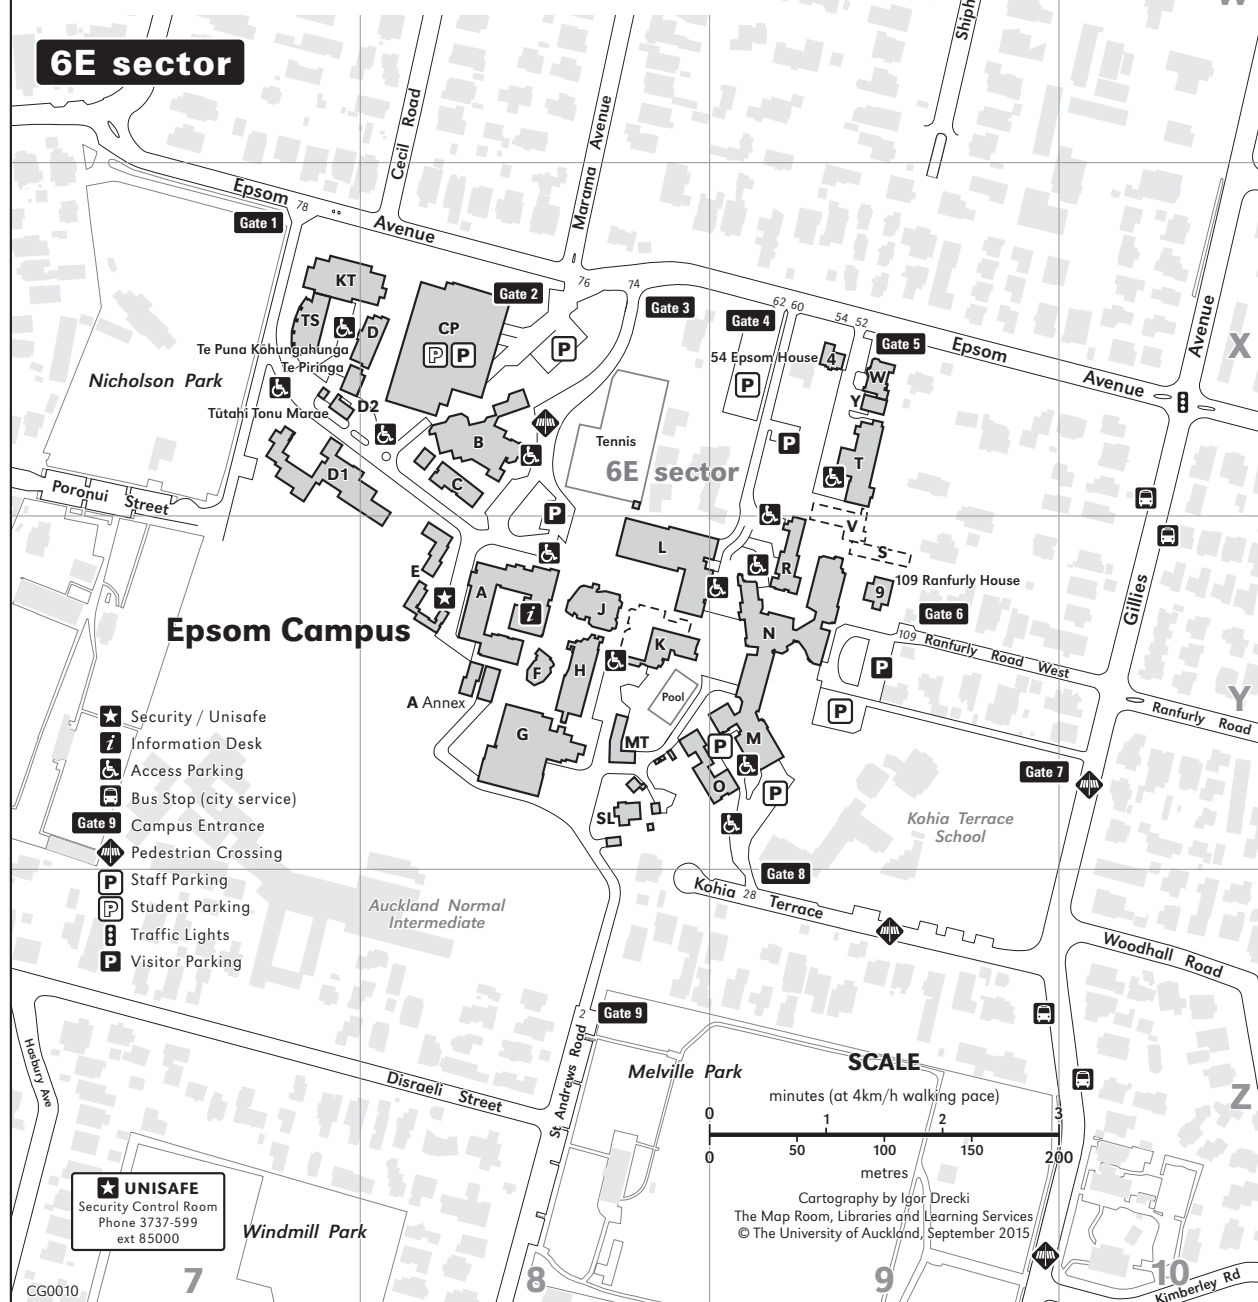 W
Shiph
6E sector
Cecil Road
Marama Avenue
Epsom
78
Avenue
Gate 1
KT
76
74
Gate 2
Gate 3
62 60
54 52
Gate 4
Gate 5
Epsom
Avenue
Avenue
X
TS
D
CP
P P
P
Te Puna Kōhungahunga
Te Piringa
54 Epsom House
4
W
Y
P
Nicholson Park
Tūtahi Tonu Marae
D2
B
Tennis
6E sector
P
T
D1
C
Poronui Street
P
V
S
L
R
E
A
i
J
109 Ranfurly House
9
Gate 6
Gillies
Epsom Campus
N
K
109 Ranfurly Road West
P
F
H
A Annex
Pool
P
Y
Ranfurly Road
G
MT
M
P
O
P
Gate 7
SL
Kohia Terrace
School
Security / Unisafe
i Information Desk
Access Parking
Bus Stop (city service)
Gate 9 Campus Entrance
Pedestrian Crossing
P Staff Parking
P Student Parking
Traffic Lights
P Visitor Parking
Gate 8
Kohia 28 Terrace
Auckland Normal
Intermediate
Woodhall Road
2
Gate 9
Hasbury Ave
Disraeli Street
St Andrews Road
Melville Park
SCALE
minutes (at 4km/h walking pace)
0 1 2 3
0 50 100 150 200
metres
Z
Cartography by Igor Drecki
The Map Room, Libraries and Learning Services
© The University of Auckland, September 2015
UNISAFE
Security Control Room
Phone 3737-599
ext 85000
Windmill Park
CG0010
7
8
9
10
Kimberley Rd